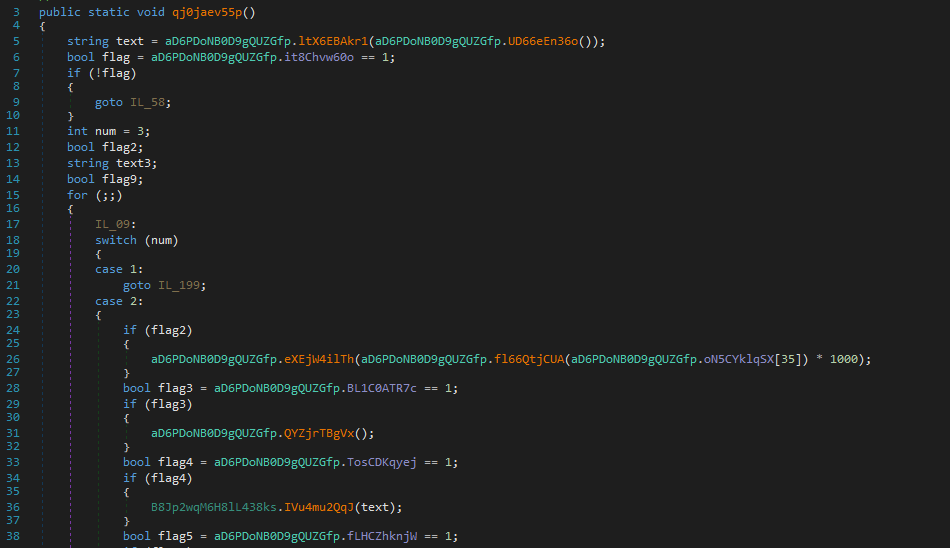 3 public static void qj0jaev55p()
4 {
5 string text = aD6PDoNB0D9gQUZGfp.ltX6EBAkr1(aD6PDoNB0D9gQUZGfp.UD66eEn36o());
6 bool flag = aD6PDoNB0D9gQUZGfp.it8Chvw60o == 1;
7 if (!flag)
8 {
9 goto IL_58;
10 }
11 int num = 3;
12 bool flag2;
13 string text3;
14 bool flag9;
15 for (;;)
16 {
17 IL_09:
18 switch (num)
19 {
20 case 1:
21 goto IL_199;
22 case 2:
23 {
24 if (flag2)
25 {
26 aD6PDoNB0D9gQUZGfp.eXEjW4ilTh(aD6PDoNB0D9gQUZGfp.fl66QtjCUA(aD6PDoNB0D9gQUZGfp.oN5CYklqSX[35]) * 1000);
27 }
28 bool flag3 = aD6PDoNB0D9gQUZGfp.BL1C0ATR7c == 1;
29 if (flag3)
30 {
31 aD6PDoNB0D9gQUZGfp.QYZjrTBgVx();
32 }
33 bool flag4 = aD6PDoNB0D9gQUZGfp.TosCDKqyej == 1;
34 if (flag4)
35 {
36 B8Jp2wqM6H8lL438ks.IVu4mu2QqJ(text);
37 }
38 bool flag5 = aD6PDoNB0D9gQUZGfp.fLHCZhknjW == 1;